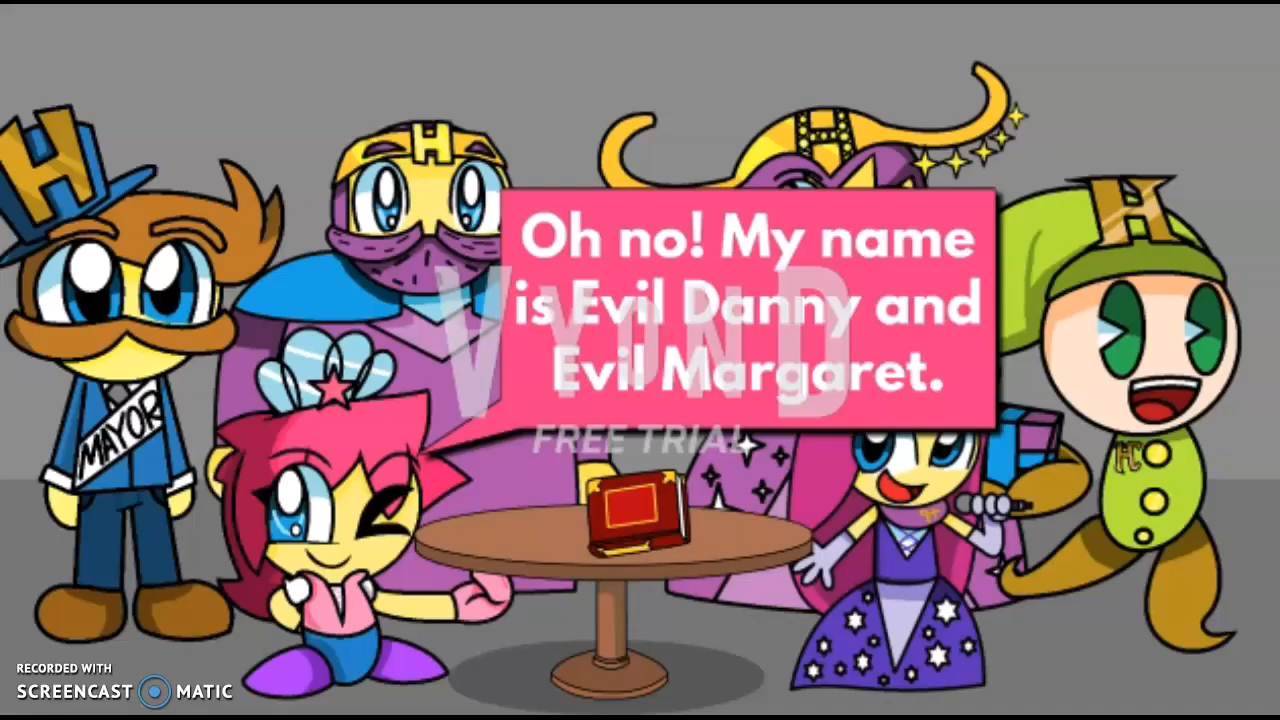 H
H
H
H
Oh no! My name
is Evil Danny and
Evil Margaret.
VYOND
FREE TRIAL
MAYOR
HC
RECORDED WITH
SCREENCAST MATIC